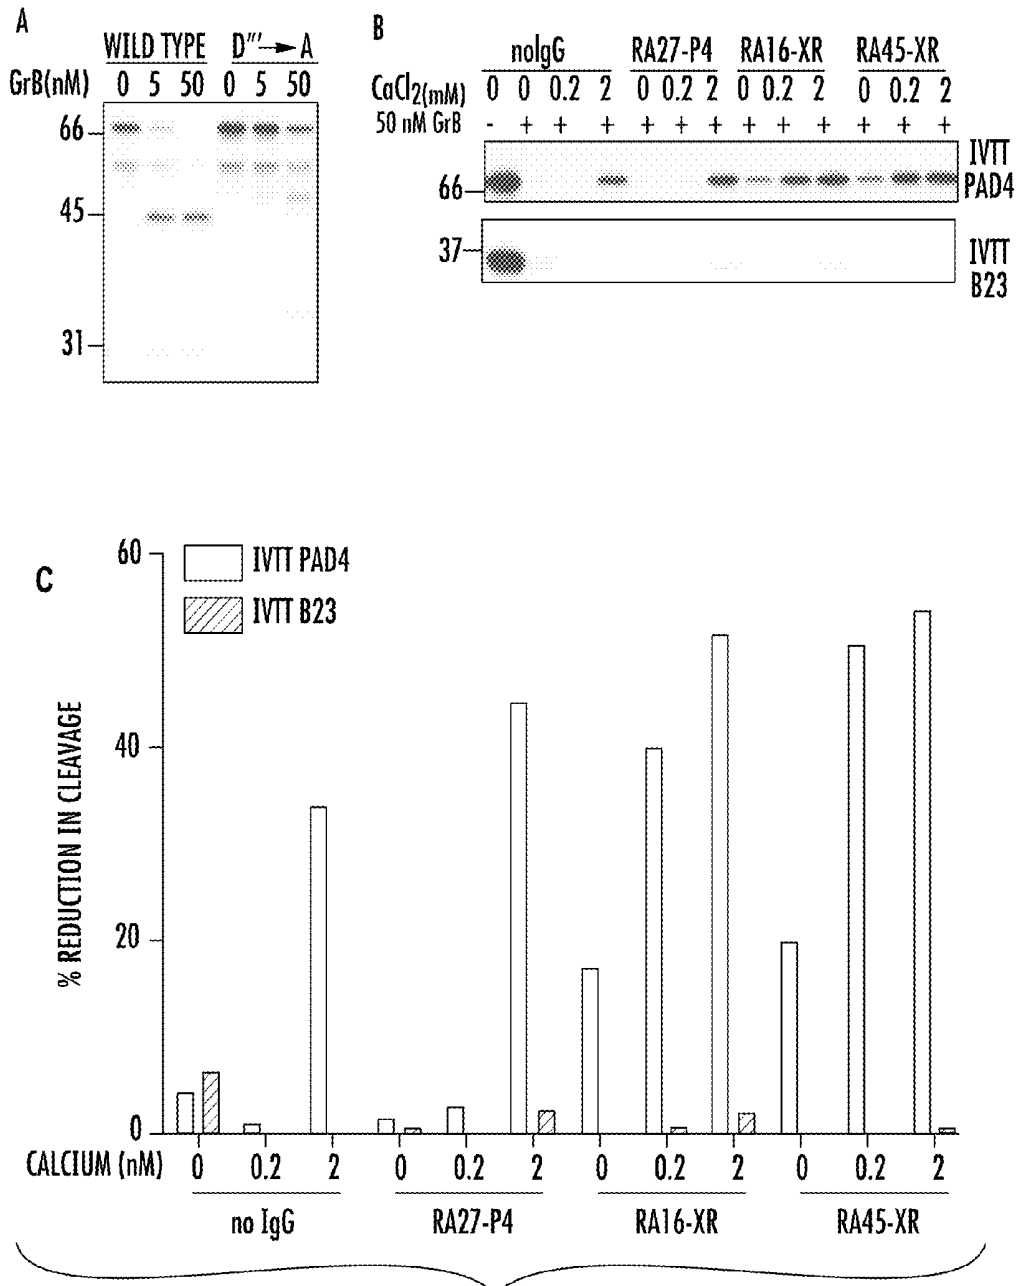 A
WILD TYPE D‴→A
GrB(nM) 0 5 50 0 5 50
66
45
31
B
noIgG RA27-P4 RA16-XR RA45-XR
CaCl2(mM) 0 0 0.2 2 0 0.2 2 0 0.2 2 0 0.2 2
50 nM GrB - + + + + + + + + + + + +
66
IVTT
PAD4
37
IVTT
B23
C
IVTT PAD4
IVTT B23
% REDUCTION IN CLEAVAGE
60
40
20
0
CALCIUM (nM) 0 0.2 2 0 0.2 2 0 0.2 2 0 0.2 2
no IgG RA27-P4 RA16-XR RA45-XR